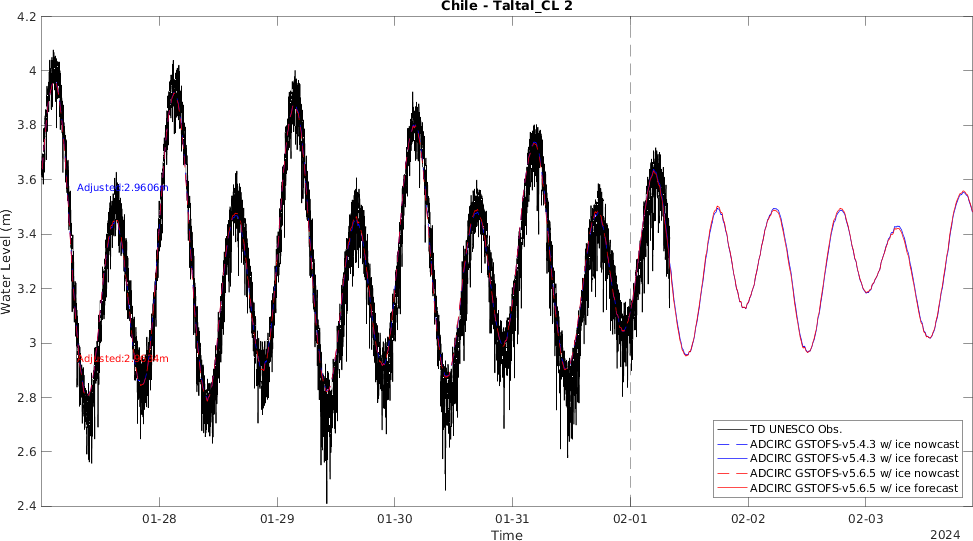 Chile - Taltal_CL 2
4.2
4
3.8
3.6
3.4
3.2
3
2.8
2.6
2.4
Water Level (m)
Adjusted:2.9606m
TD UNESCO Obs.
ADCIRC GSTOFS-v5.4.3 w/ ice nowcast
ADCIRC GSTOFS-v5.4.3 w/ ice forecast
ADCIRC GSTOFS-v5.6.5 w/ ice nowcast
ADCIRC GSTOFS-v5.6.5 w/ ice forecast
01-28
01-29
01-30
01-31
02-01
02-02
02-03
Time
2024